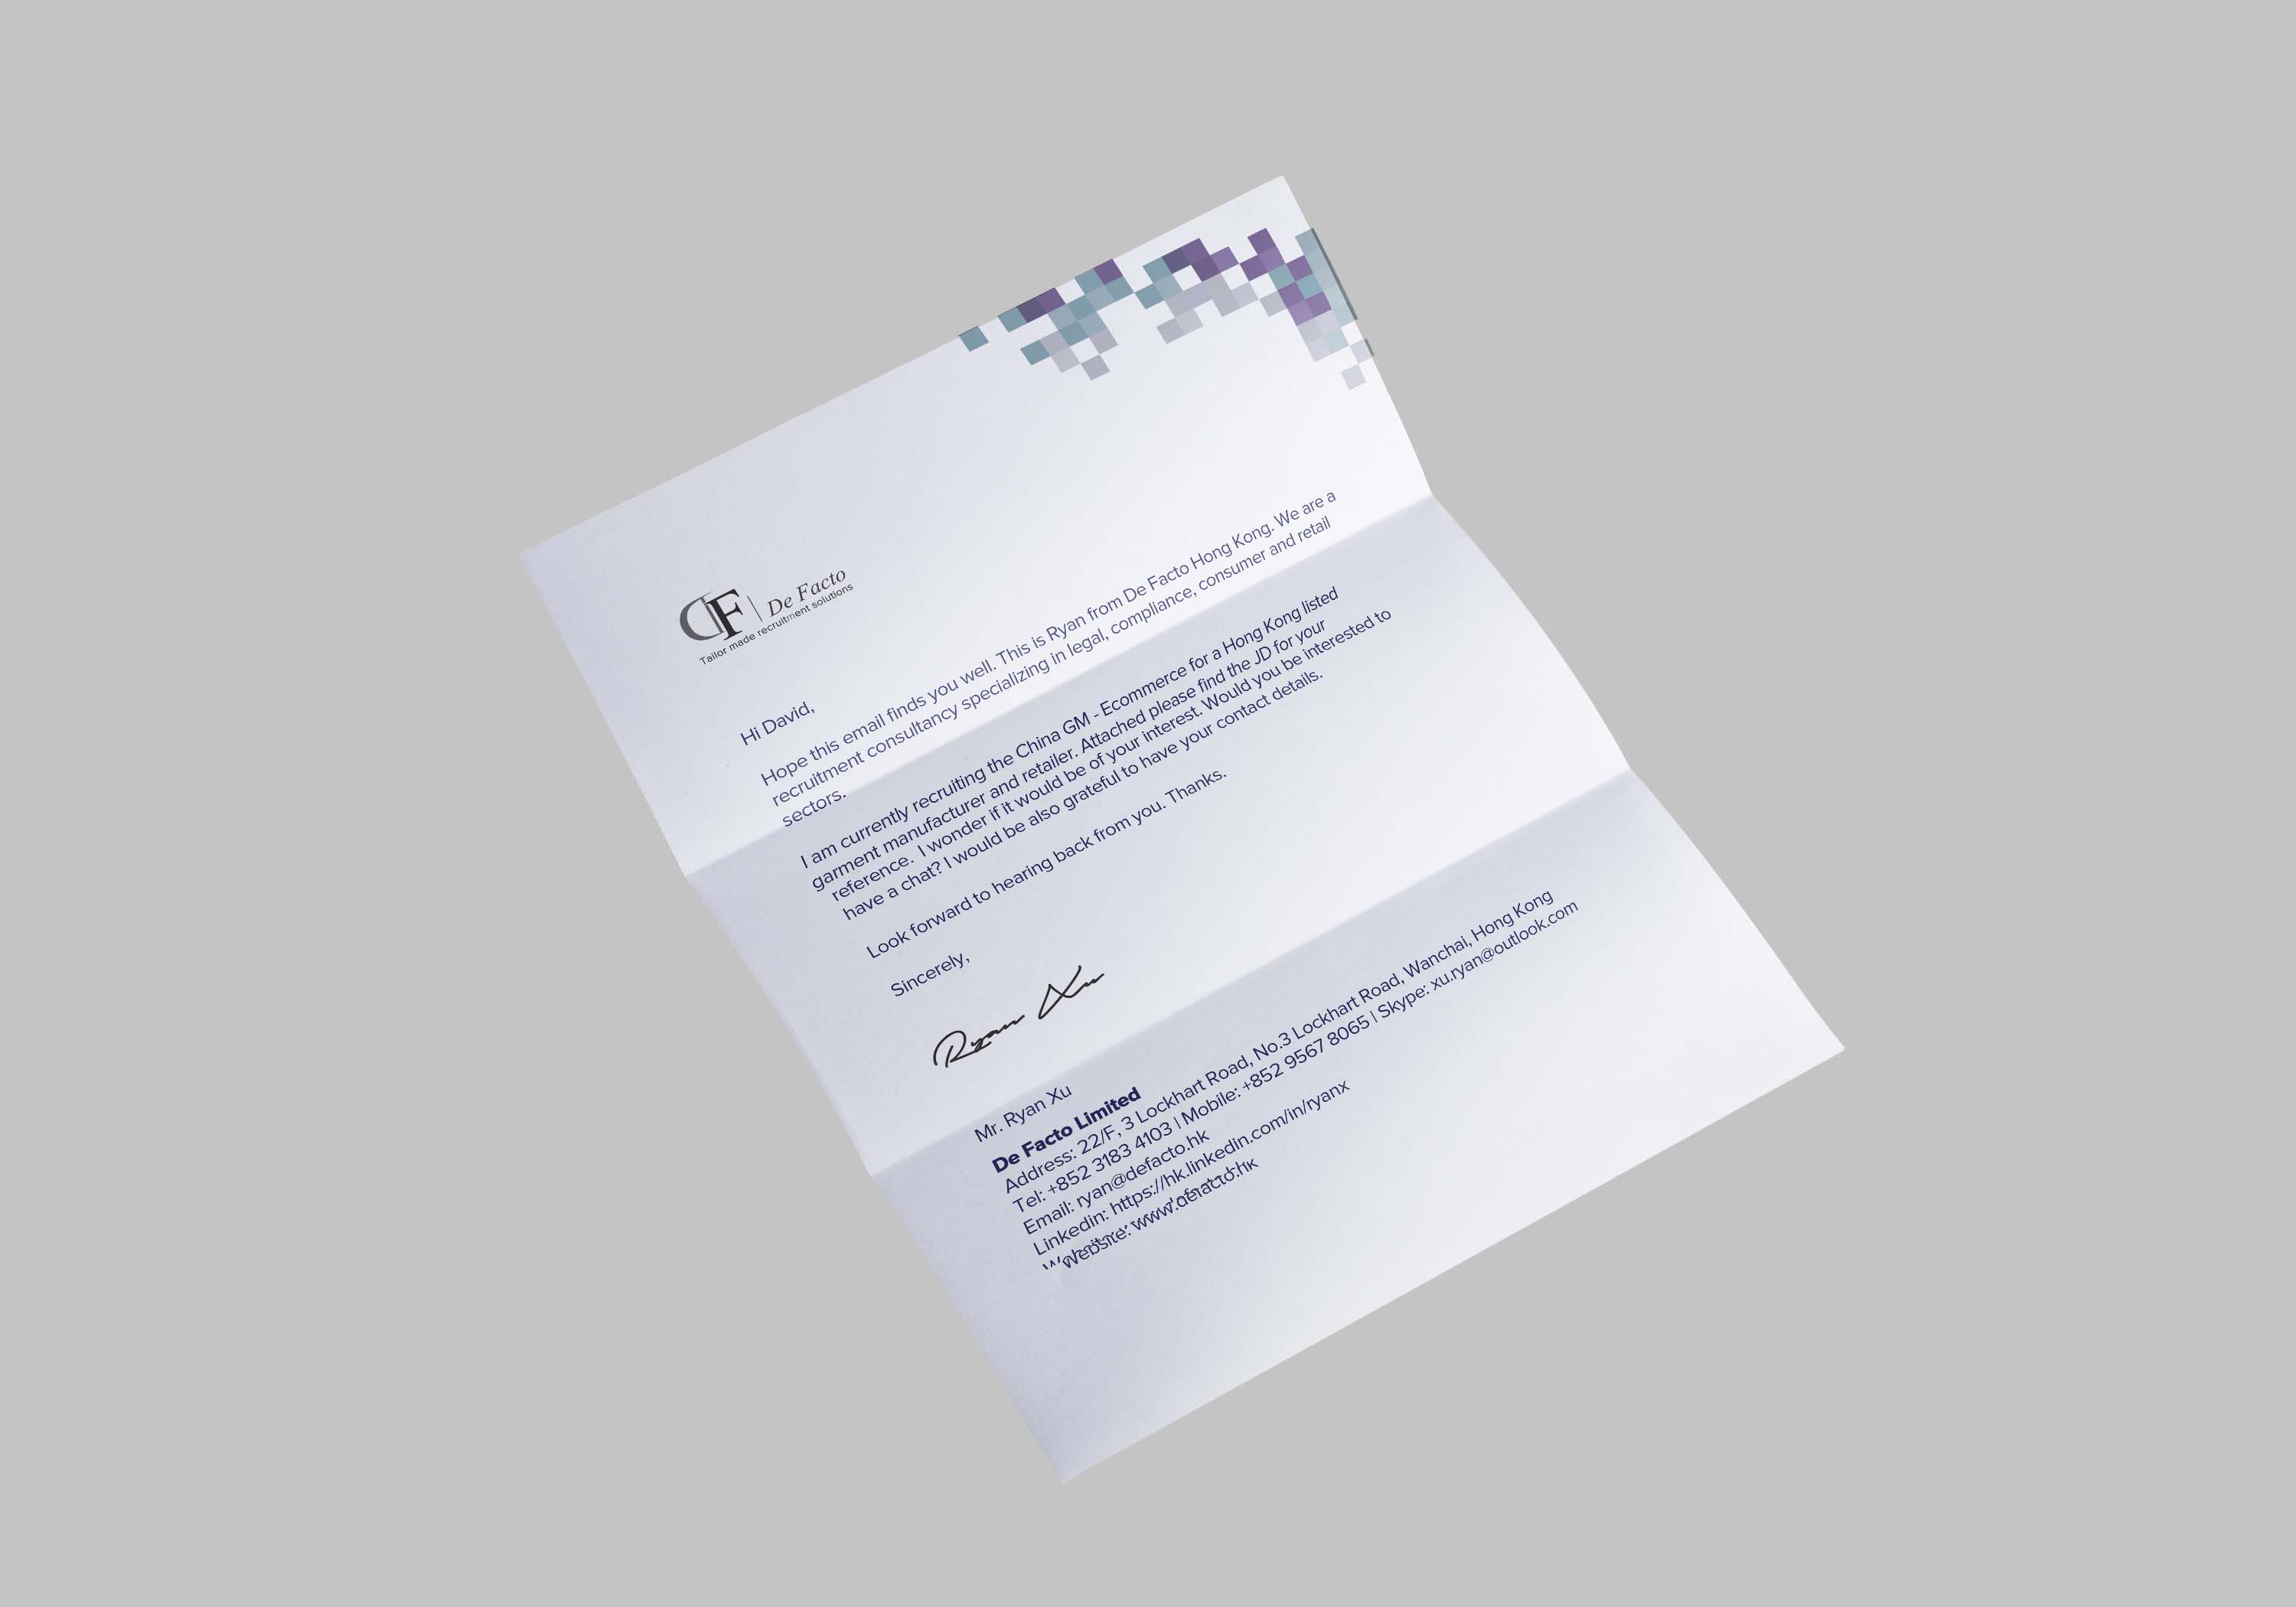 DF | De Facto
Tailor made recruitment solutions
Hi David,
Hope this email finds you well. This is Ryan from De Facto Hong Kong. We are a
recruitment consultancy specializing in legal, compliance, consumer and retail
sectors.
I am currently recruiting the China GM - Ecommerce for a Hong Kong listed
garment manufacturer and retailer. Attached please find the JD for your
reference. I wonder if it would be of your interest. Would you be interested to
have a chat? I would be also grateful to have your contact details.
Look forward to hearing back from you. Thanks.
Sincerely,
Ryan Xu
Mr. Ryan Xu
De Facto Limited
Address: 22/F, 3 Lockhart Road, No.3 Lockhart Road, Wanchai, Hong Kong
Tel: +852 3183 4103 | Mobile: +852 9567 8065 | Skype: xu.ryan@outlook.com
Email: ryan@defacto.hk
Linkedin: https://hk.linkedin.com/in/ryanx
Website: www.defacto.hk